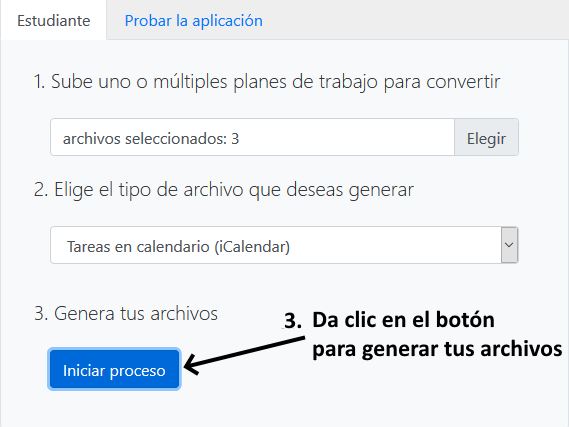 Estudiante
Probar la aplicación
1. Sube uno o múltiples planes de trabajo para convertir
archivos seleccionados: 3
Elegir
2. Elige el tipo de archivo que deseas generar
Tareas en calendario (iCalendar)
3. Genera tus archivos
3. Da clic en el botón
para generar tus archivos
Iniciar proceso